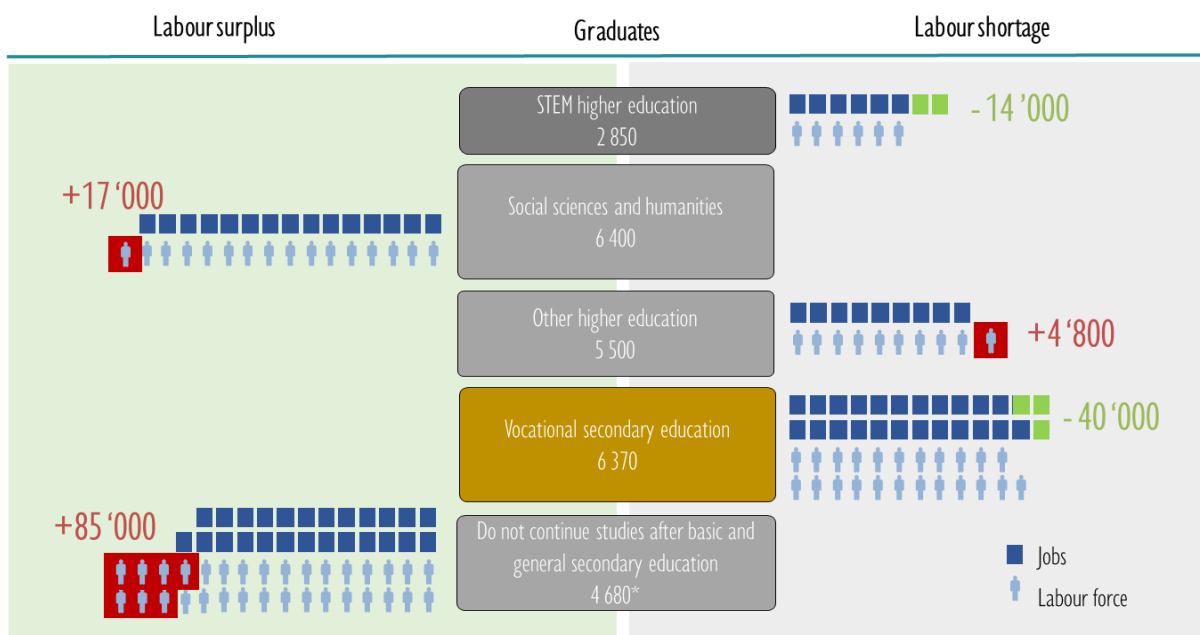 Labour surplus
Graduates
Labour shortage
STEM higher education
2 850
- 14 ‘000
+17 ‘000
Social sciences and humanities
6 400
Other higher education
5 500
+4 ‘800
Vocational secondary education
6 370
- 40 ‘000
+85 ‘000
Do not continue studies after basic and
general secondary education
4 680*
Jobs
Labour force